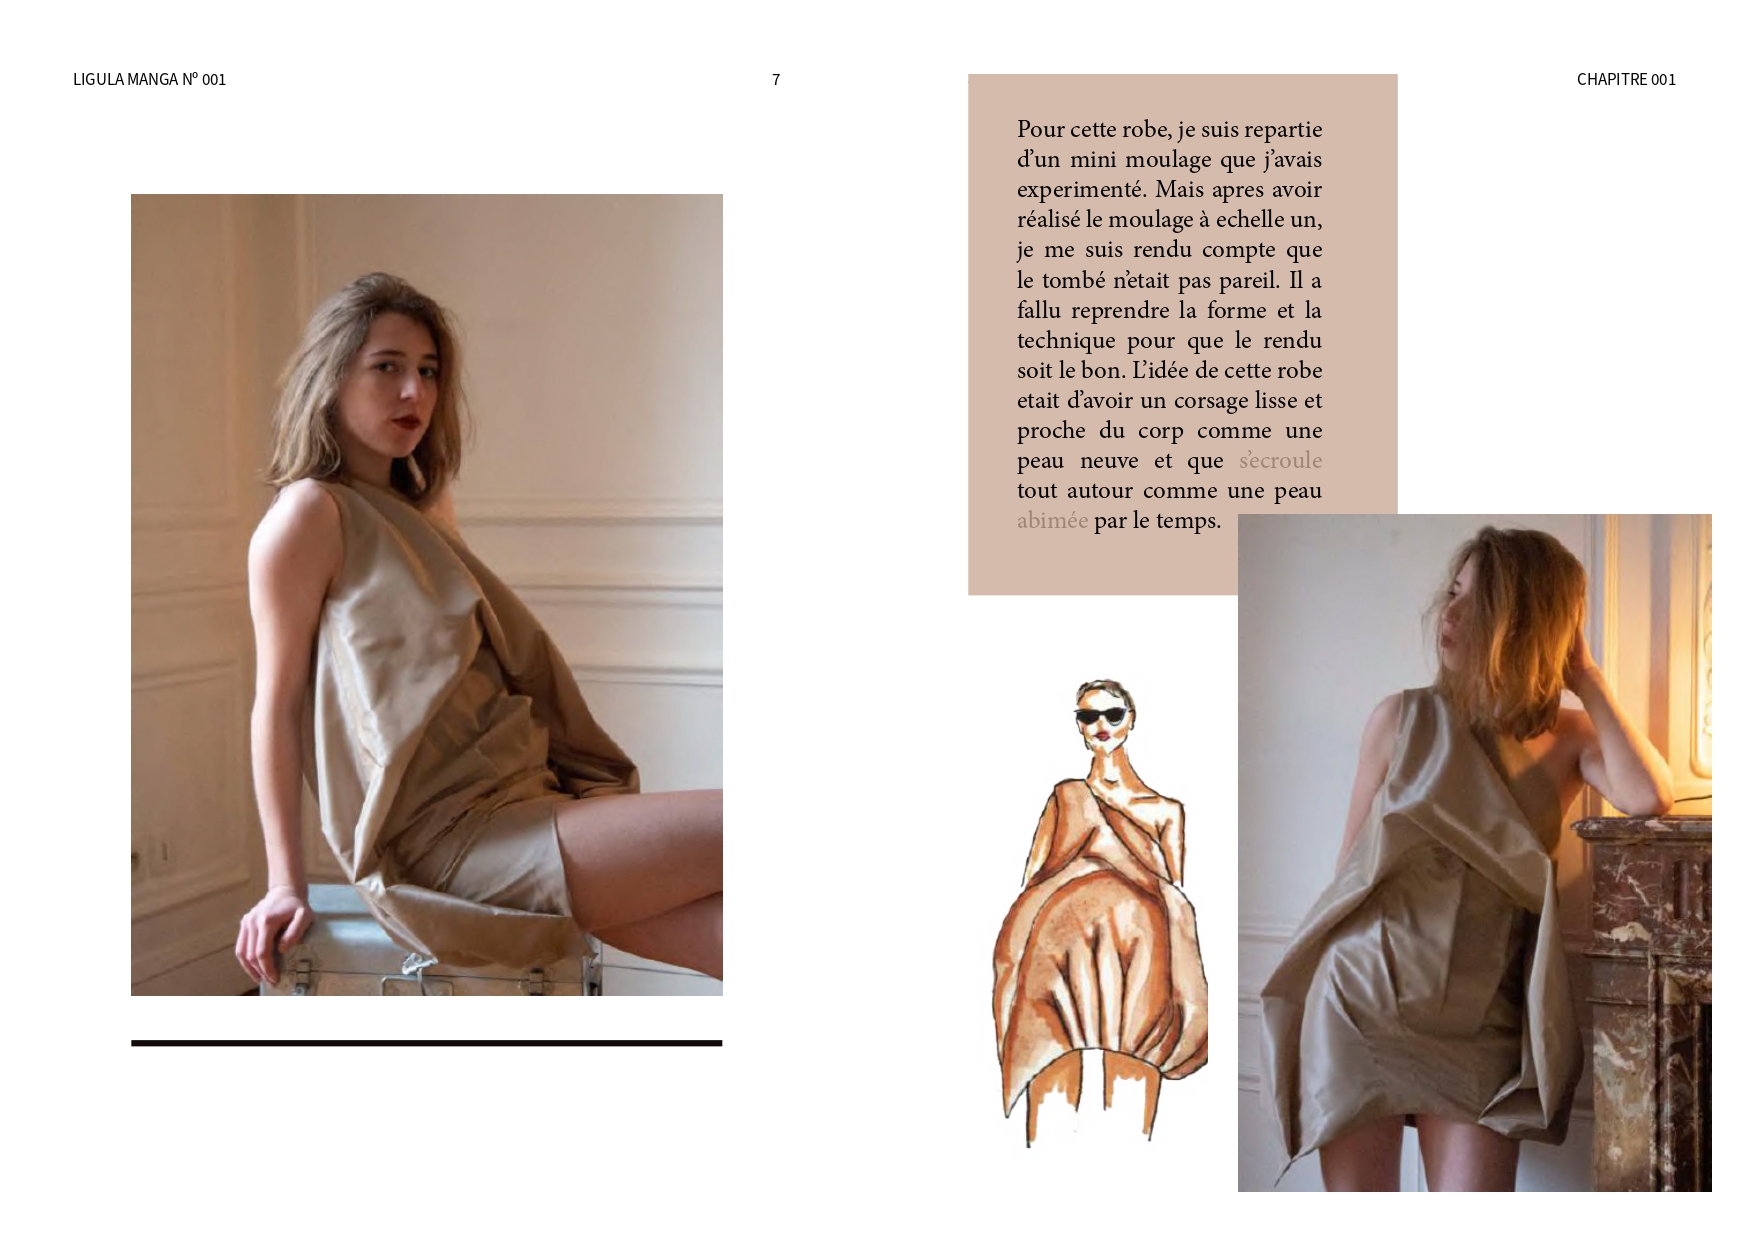 LIGULA MANGA Nº 001
7
CHAPITRE 001
Pour cette robe, je suis repartie
d’un mini moulage que j’avais
experimenté. Mais apres avoir
réalisé le moulage à echelle un,
je me suis rendu compte que
le tombé n’etait pas pareil. Il a
fallu reprendre la forme et la
technique pour que le rendu
soit le bon. L’idée de cette robe
etait d’avoir un corsage lisse et
proche du corp comme une
peau neuve et que s’ecroule
tout autour comme une peau
abimée par le temps.